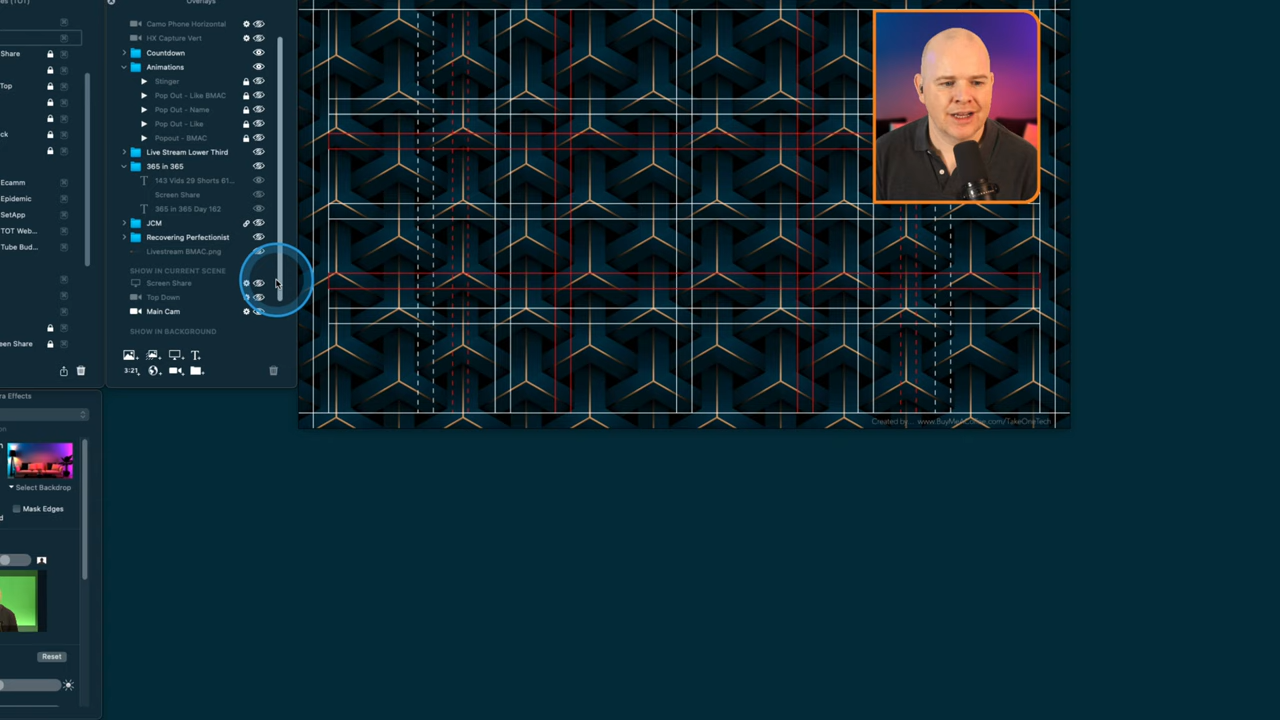 es (TOT)
Overlays
Share
Top
ck
Ecamm
Epidemic
SetApp
TOT Web...
Tube Bud...
een Share
Camo Phone Horizontal
HX Capture Vert
Countdown
Animations
Stinger
Pop Out - Like BMAC
Pop Out - Name
Pop Out - Like
Popout - BMAC
Live Stream Lower Third
365 in 365
143 Vids 29 Shorts 61...
Screen Share
365 in 365 Day 162
JCM
Recovering Perfectionist
Livestream BMAC.png
SHOW IN CURRENT SCENE
Screen Share
Top Down
Main Cam
SHOW IN BACKGROUND
3:21
ra Effects
Select Backdrop
Mask Edges
Reset
Created by... www.BuyMeACoffee.com/TakeOneTech